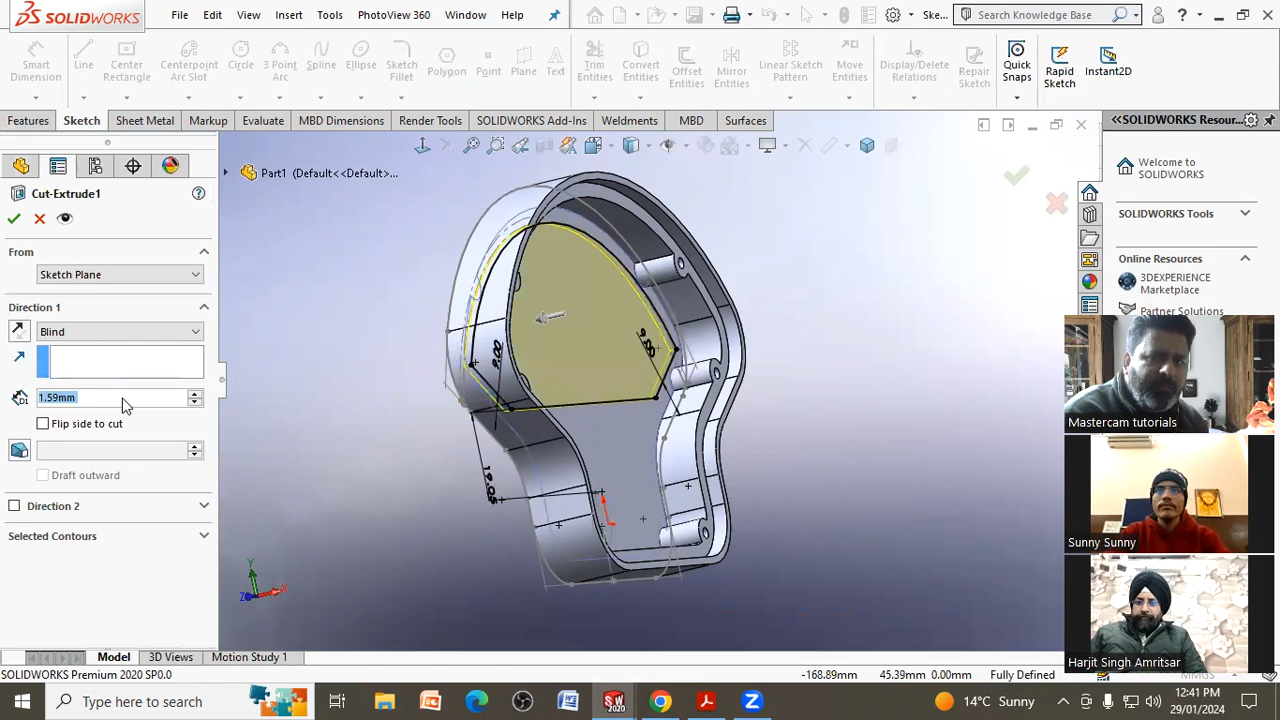 SOLIDWORKS File Edit View Insert Tools PhotoView 360 Window Help Ske... Search Knowledge Base ?
Smart Dimension Line Center Rectangle Centerpoint Arc Slot Circle 3 Point Arc Spline Ellipse Sketch Fillet Polygon Point Plane Text Trim Entities Convert Entities Offset Entities Mirror Entities Linear Sketch Pattern Move Entities Display/Delete Relations Repair Sketch Quick Snaps Rapid Sketch Instant2D
Features Sketch Sheet Metal Markup Evaluate MBD Dimensions Render Tools SOLIDWORKS Add-Ins Weldments MBD Surfaces
SOLIDWORKS Resour...
Part1 (Default<<Default>...
Welcome to SOLIDWORKS
SOLIDWORKS Tools
Online Resources
3DEXPERIENCE Marketplace
Partner Solutions
Cut-Extrude1
From
Sketch Plane
Direction 1
Blind
1.59mm
Flip side to cut
Draft outward
Direction 2
Selected Contours
9.00
19.05
Y
X
Z
Mastercam tutorials
Sunny Sunny
Harjit Singh Amritsar
Model 3D Views Motion Study 1
SOLIDWORKS Premium 2020 SP0.0 -168.89mm 45.39mm 0mm Fully Defined
Type here to search
14°C Sunny
12:41 PM
29/01/2024